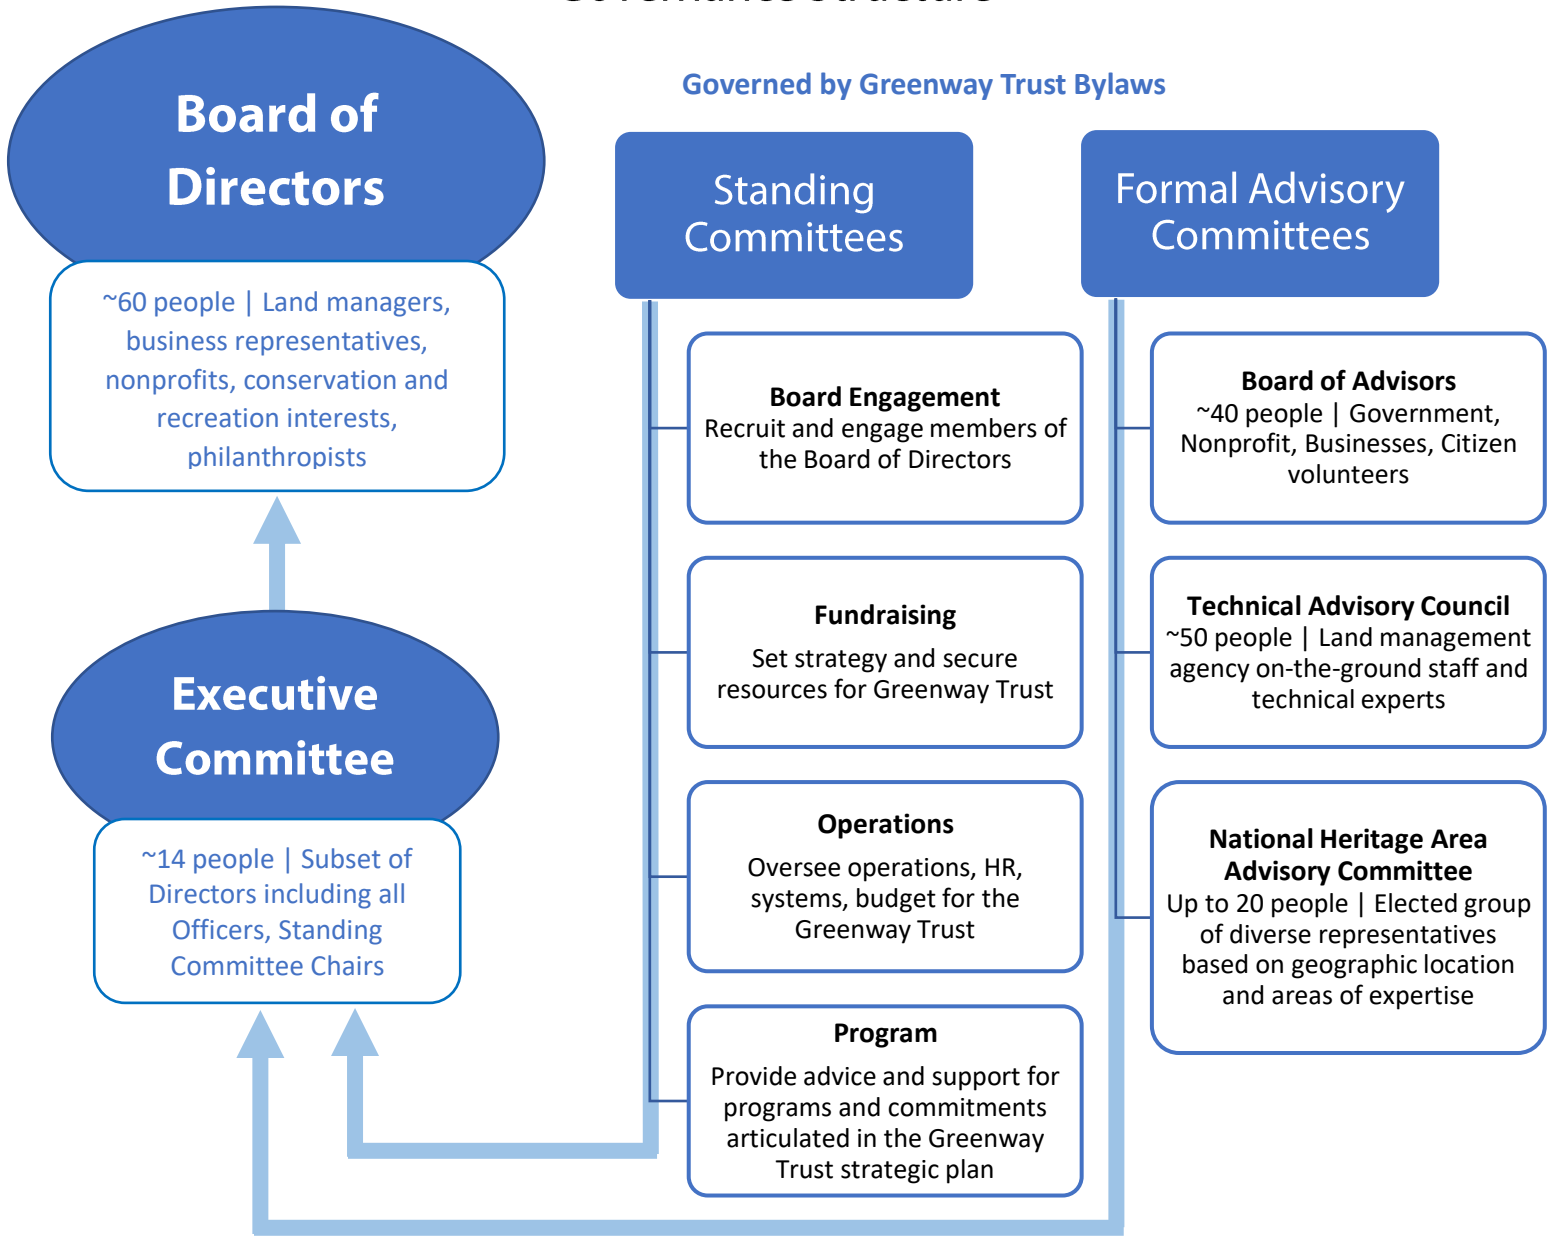 Governance Structure
Governed by Greenway Trust Bylaws
Board of
Directors
~60 people | Land managers,
business representatives,
nonprofits, conservation and
recreation interests,
philanthropists
Executive
Committee
~14 people | Subset of
Directors including all
Officers, Standing
Committee Chairs
Standing
Committees
Board Engagement
Recruit and engage members of
the Board of Directors
Fundraising
Set strategy and secure
resources for Greenway Trust
Operations
Oversee operations, HR,
systems, budget for the
Greenway Trust
Program
Provide advice and support for
programs and commitments
articulated in the Greenway
Trust strategic plan
Formal Advisory
Committees
Board of Advisors
~40 people | Government,
Nonprofit, Businesses, Citizen
volunteers
Technical Advisory Council
~50 people | Land management
agency on-the-ground staff and
technical experts
National Heritage Area
Advisory Committee
Up to 20 people | Elected group
of diverse representatives
based on geographic location
and areas of expertise